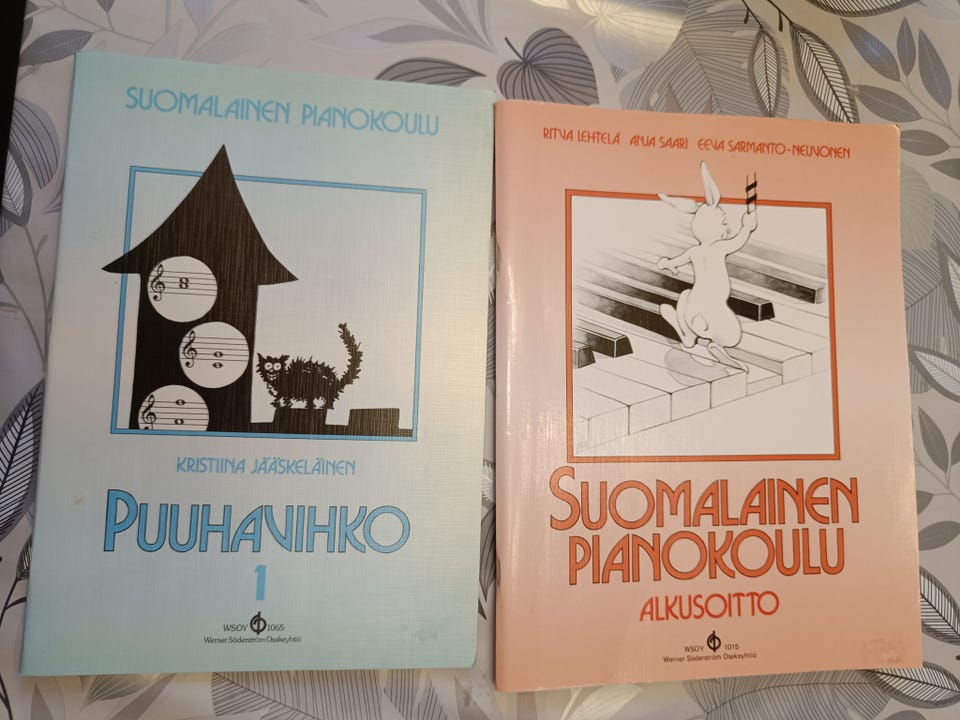 SUOMALAINEN PIANOKOULU
KRISTIINA JÄÄSKELÄINEN
PUUHAVIHKO
1
WSOY 1065
Werner Söderström Osakeyhtiö
RITVA LEHTELÄ ANJA SAARI EEVA SARMANTO-NEUVONEN
SUOMALAINEN
PIANOKOULU
ALKUSOITTO
WSOY 1015
Werner Söderström Osakeyhtiö